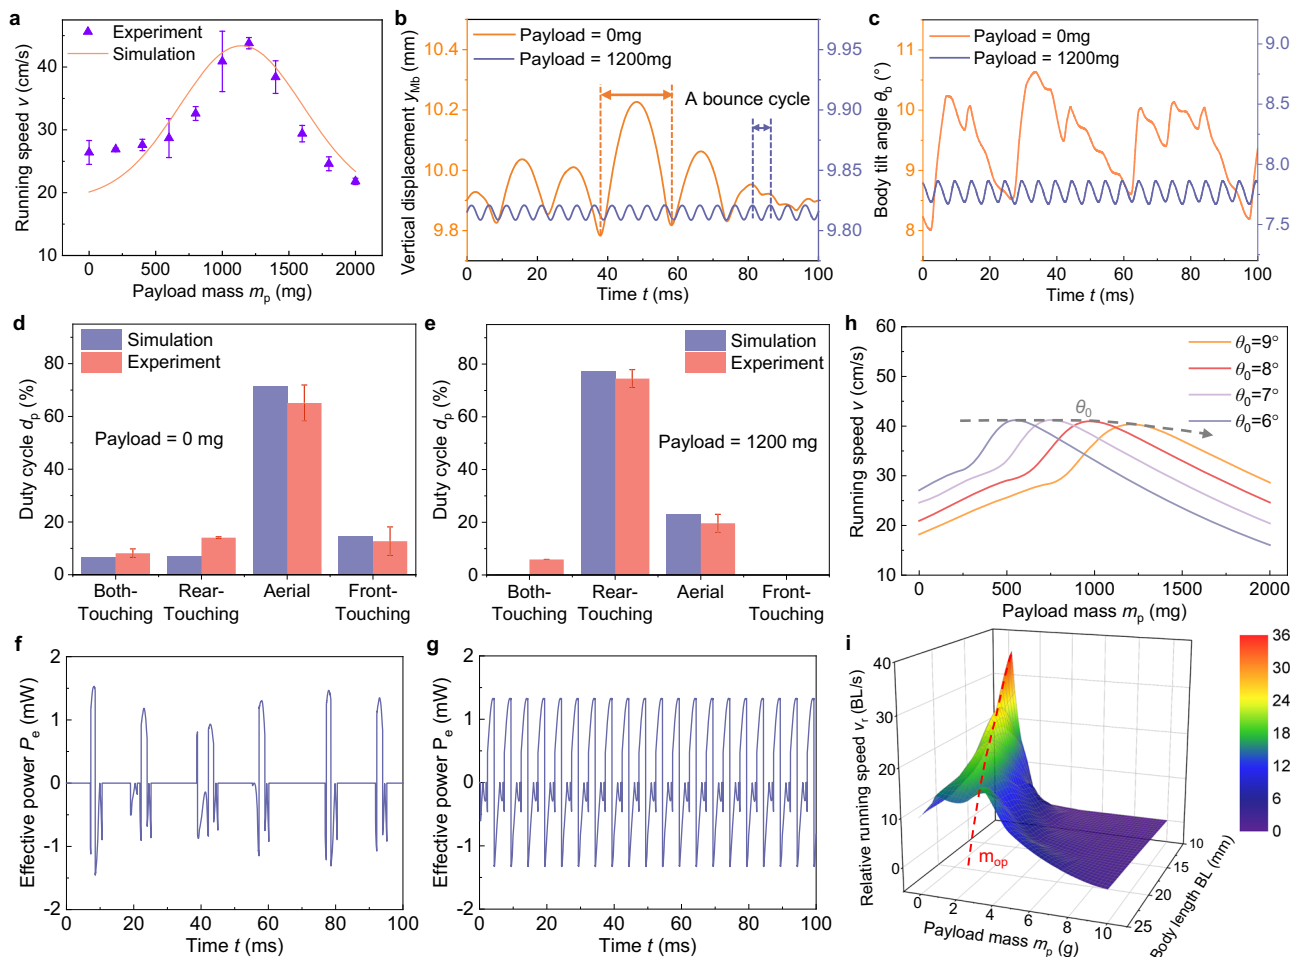 a
Experiment
Simulation
Running speed v (cm/s)
50
40
30
20
10
0
500
1000
1500
2000
Payload mass mp (mg)
b
Payload = 0mg
Payload = 1200mg
A bounce cycle
Vertical displacement yMb (mm)
10.4
10.2
10.0
9.8
9.95
9.90
9.85
9.80
0
20
40
60
80
100
Time t (ms)
c
Payload = 0mg
Payload = 1200mg
Body tilt angle θb (°)
11
10
9
8
9.0
8.7
8.4
8.1
7.8
7.5
7.2
0
20
40
60
80
100
Time t (ms)
d
Simulation
Experiment
Payload = 0 mg
Duty cycle dp (%)
80
60
40
20
0
Both-
Touching
Rear-
Touching
Aerial
Front-
Touching
e
Simulation
Experiment
Payload = 1200 mg
Duty cycle dp (%)
80
60
40
20
0
Both-
Touching
Rear-
Touching
Aerial
Front-
Touching
h
θ0=9°
θ0=8°
θ0=7°
θ0=6°
θ0
Running speed v (cm/s)
60
50
40
30
20
10
0
500
1000
1500
2000
Payload mass mp (mg)
f
Effective power Pe (mW)
2
1
0
-1
-2
0
20
40
60
80
100
Time t (ms)
g
Effective power Pe (mW)
2
1
0
-1
-2
0
20
40
60
80
100
Time t (ms)
i
Relative running speed vr (BL/s)
40
30
20
10
0
mop
0
2
4
6
8
10
Payload mass mp (g)
10
15
20
25
Body length BL (mm)
36
30
24
18
12
6
0